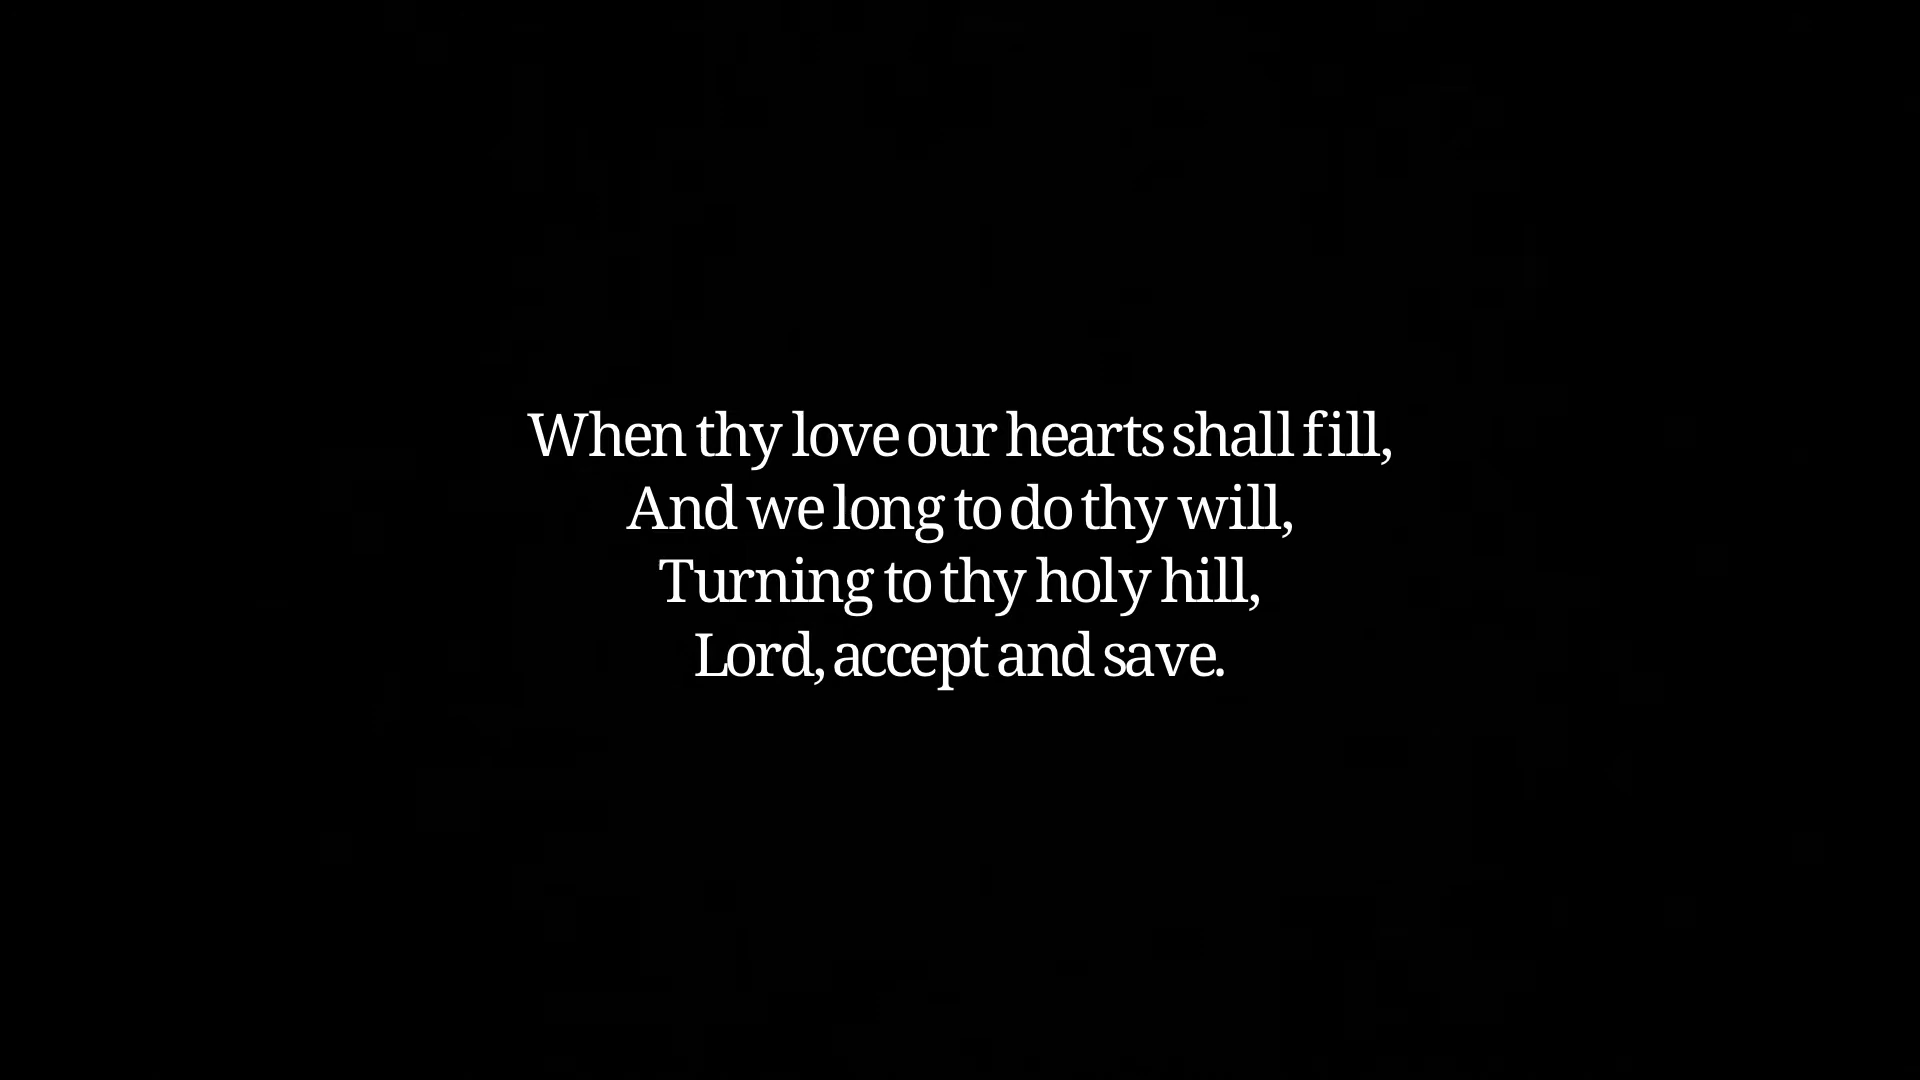 When thy love our hearts shall fill,
And we long to do thy will,
Turning to thy holy hill,
Lord, accept and save.